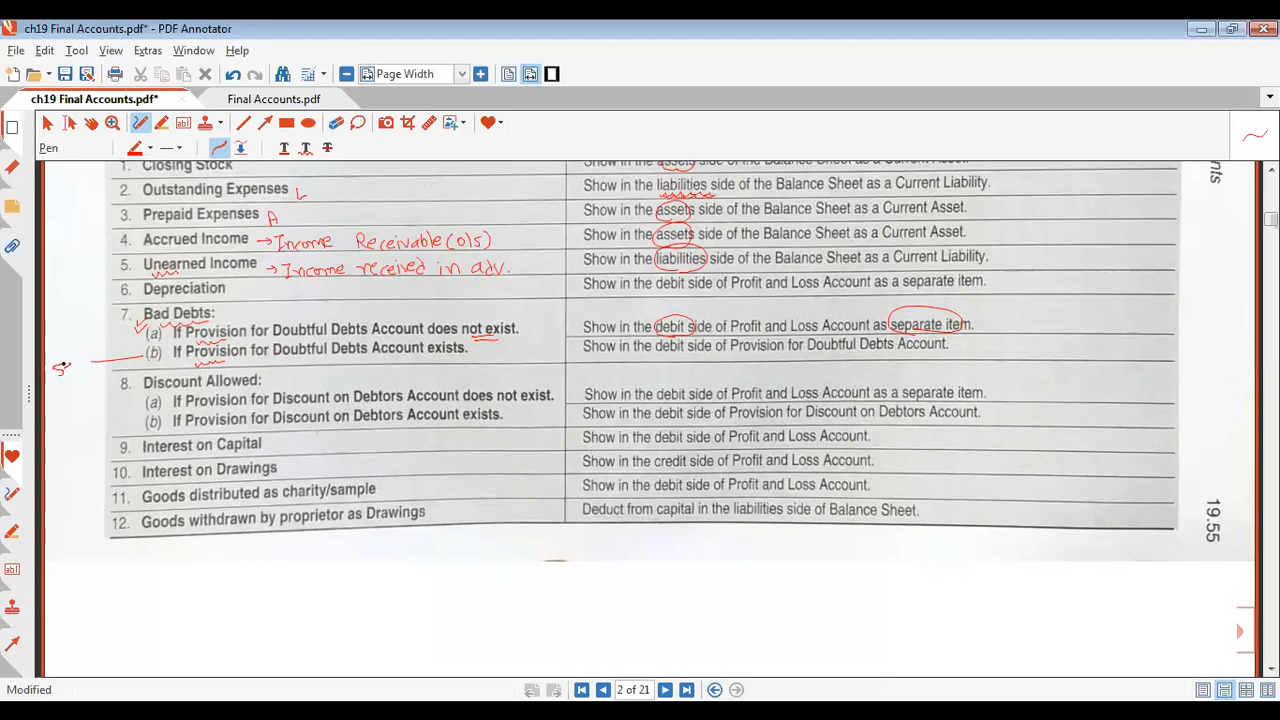 ch19 Final Accounts.pdf* - PDF Annotator
File Edit Tool View Extras Window Help
Page Width
ch19 Final Accounts.pdf*
Final Accounts.pdf
Pen
1. Closing Stock Show in the assets side of the Balance Sheet as a Current Asset.
2. Outstanding Expenses L Show in the liabilities side of the Balance Sheet as a Current Liability.
3. Prepaid Expenses A Show in the assets side of the Balance Sheet as a Current Asset.
4. Accrued Income → Income Receivable (o/s) Show in the assets side of the Balance Sheet as a Current Asset.
5. Unearned Income → Income received in adv. Show in the liabilities side of the Balance Sheet as a Current Liability.
6. Depreciation Show in the debit side of Profit and Loss Account as a separate item.
7. Bad Debts:
(a) If Provision for Doubtful Debts Account does not exist. Show in the debit side of Profit and Loss Account as separate item.
(b) If Provision for Doubtful Debts Account exists. Show in the debit side of Provision for Doubtful Debts Account.
8. Discount Allowed:
(a) If Provision for Discount on Debtors Account does not exist. Show in the debit side of Profit and Loss Account as a separate item.
(b) If Provision for Discount on Debtors Account exists. Show in the debit side of Provision for Discount on Debtors Account.
9. Interest on Capital Show in the debit side of Profit and Loss Account.
10. Interest on Drawings Show in the credit side of Profit and Loss Account.
11. Goods distributed as charity/sample Show in the debit side of Profit and Loss Account.
12. Goods withdrawn by proprietor as Drawings Deduct from capital in the liabilities side of Balance Sheet.
19.55
Modified
2 of 21